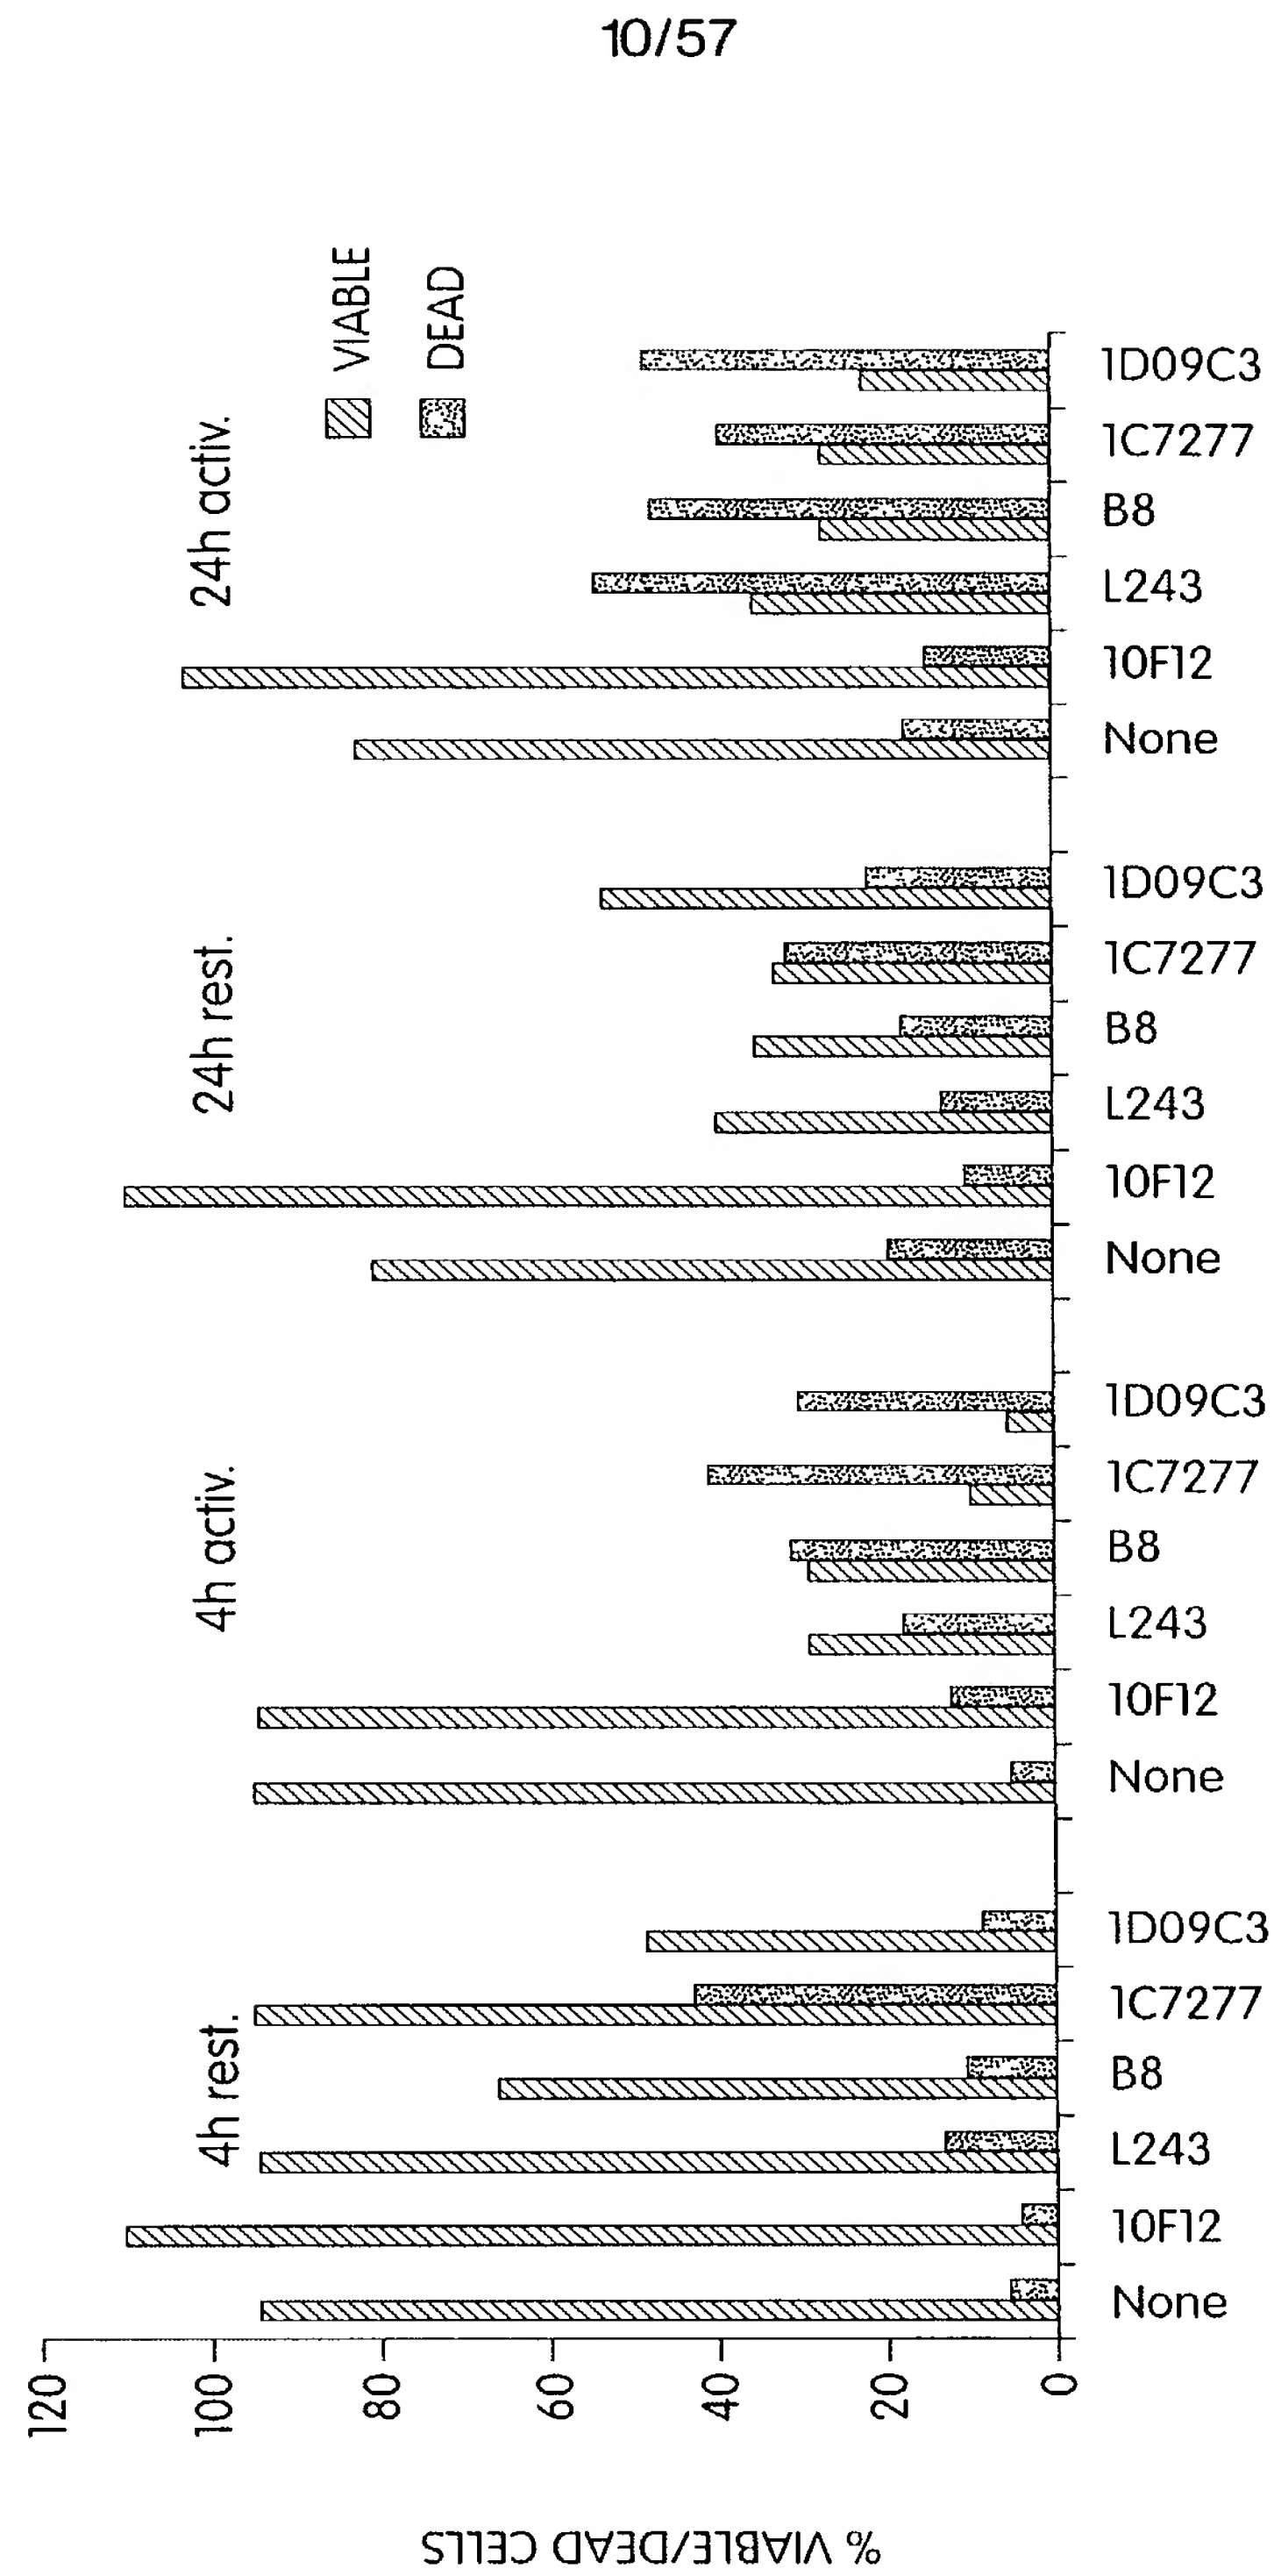 10/57
% VIABLE/DEAD CELLS
120
100
80
60
40
20
0
4h rest.
4h activ.
24h rest.
24h activ.
VIABLE
DEAD
None
10F12
L243
B8
1C7277
1D09C3
None
10F12
L243
B8
1C7277
1D09C3
None
10F12
L243
B8
1C7277
1D09C3
None
10F12
L243
B8
1C7277
1D09C3